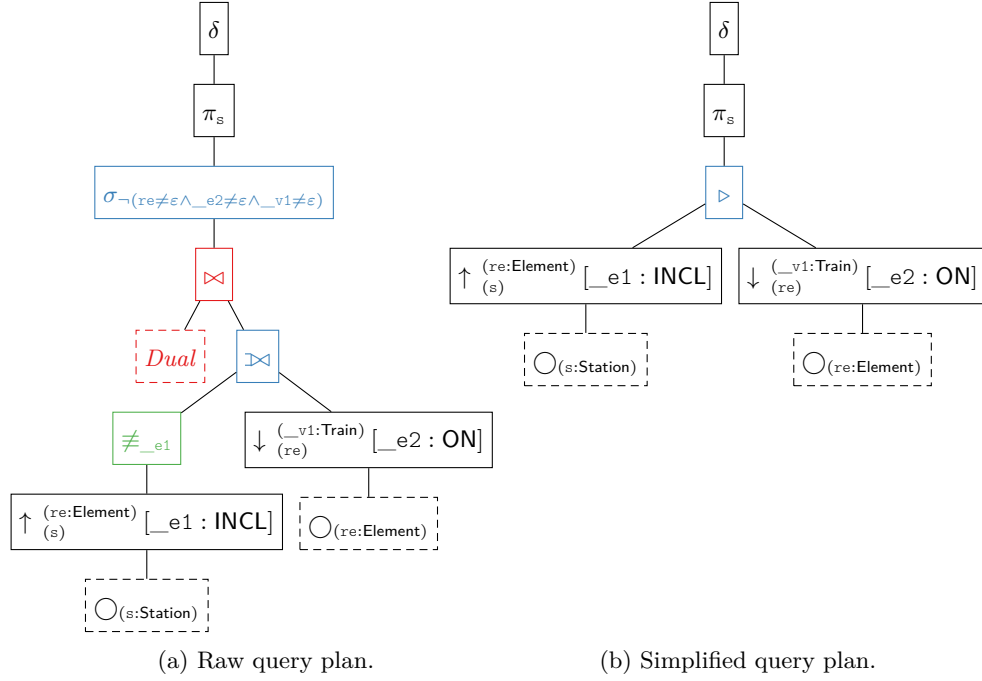 δ
π_s
σ_¬(re≠ε∧__e2≠ε∧__v1≠ε)
⋈
Dual
⟕
≢__e1
↓ (__v1:Train) (re) [__e2 : ON]
↑ (re:Element) (s) [__e1 : INCL]
◯(re:Element)
◯(s:Station)
(a) Raw query plan.
δ
π_s
▷
↑ (re:Element) (s) [__e1 : INCL]
↓ (__v1:Train) (re) [__e2 : ON]
◯(s:Station)
◯(re:Element)
(b) Simplified query plan.